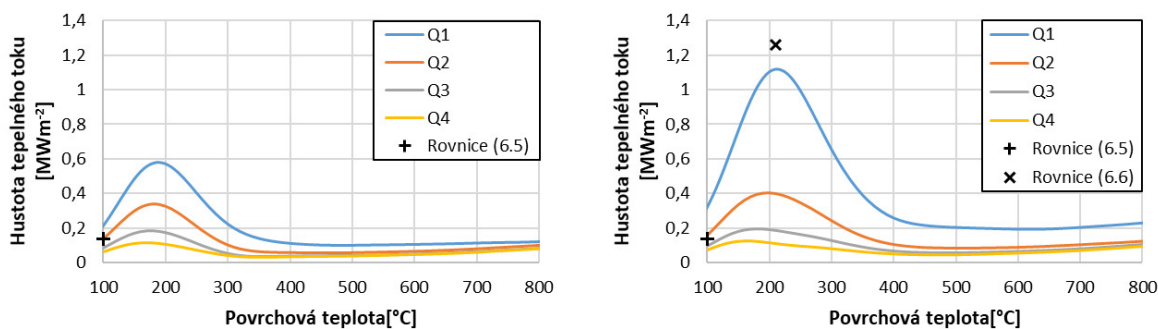 1,4
1,2
1
0,8
0,6
0,4
0,2
0
Hustota tepelného toku
[MWm-2]
Q1
Q2
Q3
Q4
Rovnice (6.5)
100 200 300 400 500 600 700 800
Povrchová teplota[°C]
1,4
1,2
1
0,8
0,6
0,4
0,2
0
Hustota tepelného toku
[MWm-2]
Q1
Q2
Q3
Q4
Rovnice (6.5)
Rovnice (6.6)
100 200 300 400 500 600 700 800
Povrchová teplota[°C]